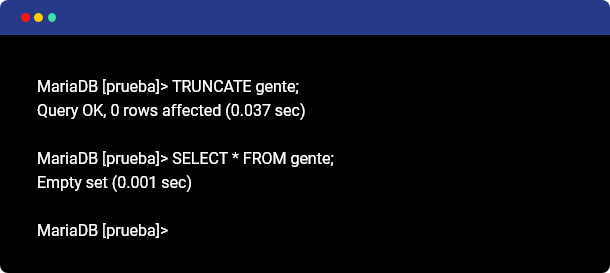 MariaDB [prueba]> TRUNCATE gente;
Query OK, 0 rows affected (0.037 sec)
MariaDB [prueba]> SELECT * FROM gente;
Empty set (0.001 sec)
MariaDB [prueba]>